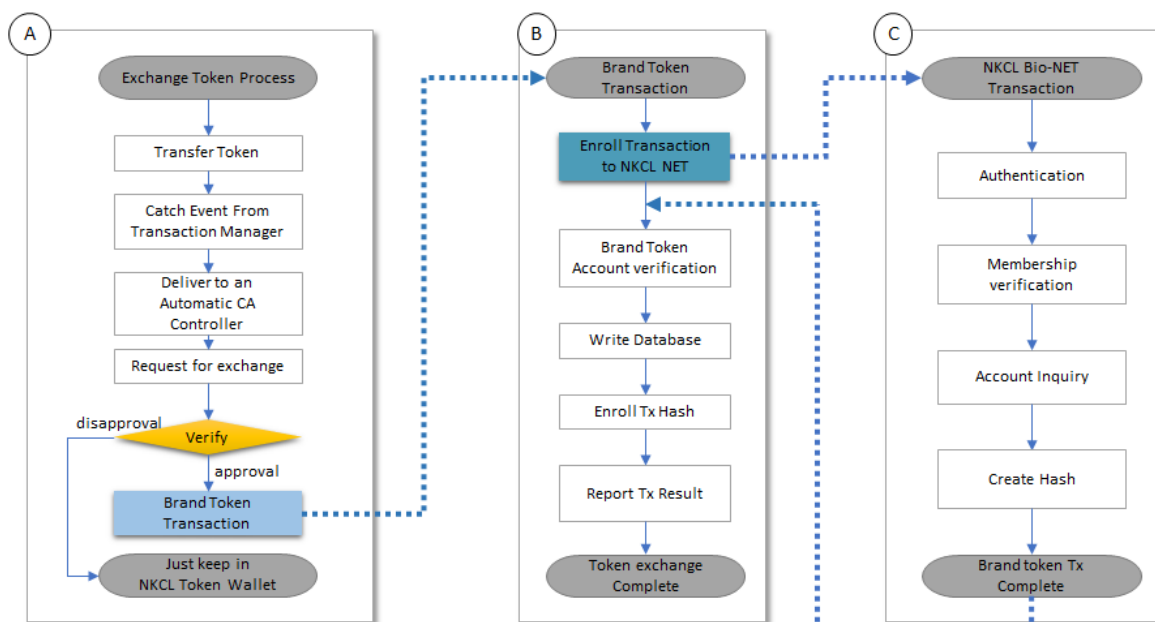 A
Exchange Token Process
Transfer Token
Catch Event From
Transaction Manager
Deliver to an
Automatic CA
Controller
Request for exchange
disapproval
Verify
approval
Brand Token
Transaction
Just keep in
NKCL Token Wallet
B
Brand Token
Transaction
Enroll Transaction
to NKCL NET
Brand Token
Account verification
Write Database
Enroll Tx Hash
Report Tx Result
Token exchange
Complete
C
NKCL Bio-NET
Transaction
Authentication
Membership
verification
Account Inquiry
Create Hash
Brand token Tx
Complete